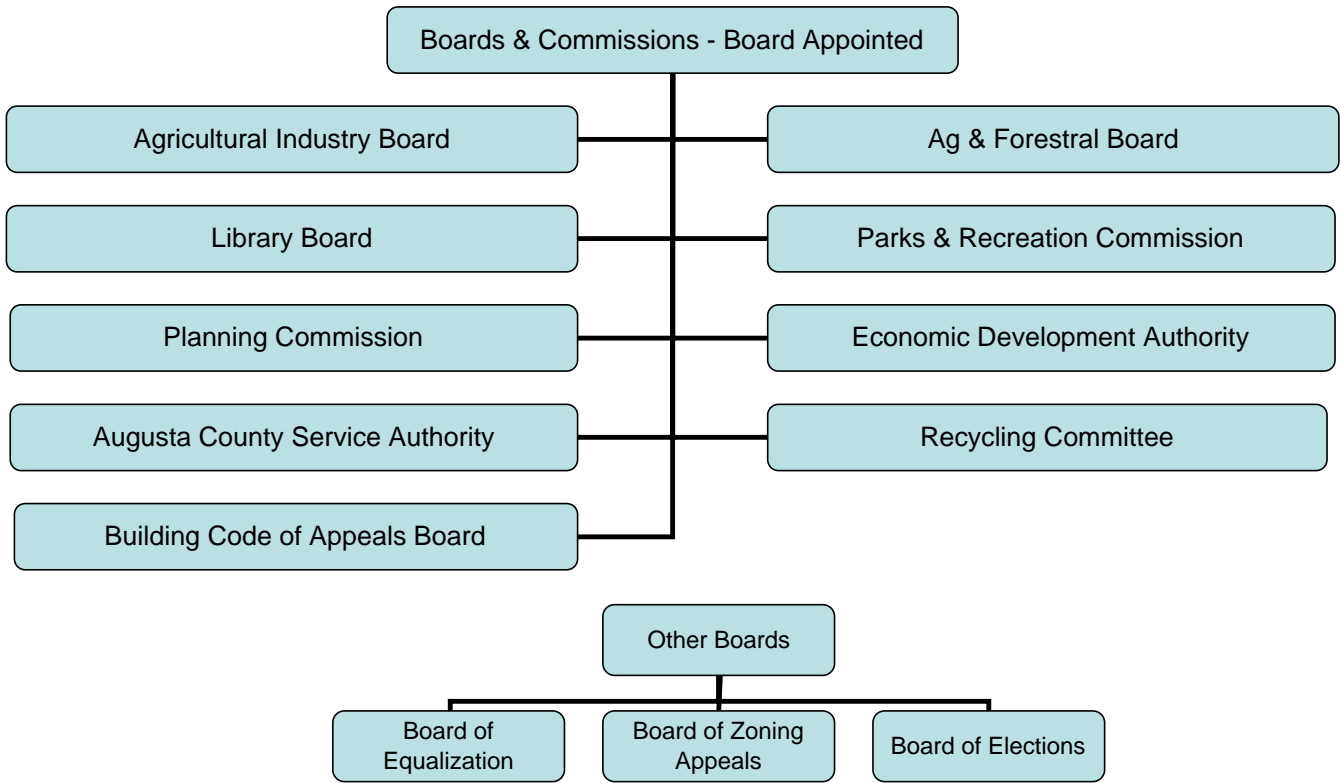 Boards & Commissions - Board Appointed
Agricultural Industry Board
Ag & Forestral Board
Library Board
Parks & Recreation Commission
Planning Commission
Economic Development Authority
Augusta County Service Authority
Recycling Committee
Building Code of Appeals Board
Other Boards
Board of
Equalization
Board of Zoning
Appeals
Board of Elections